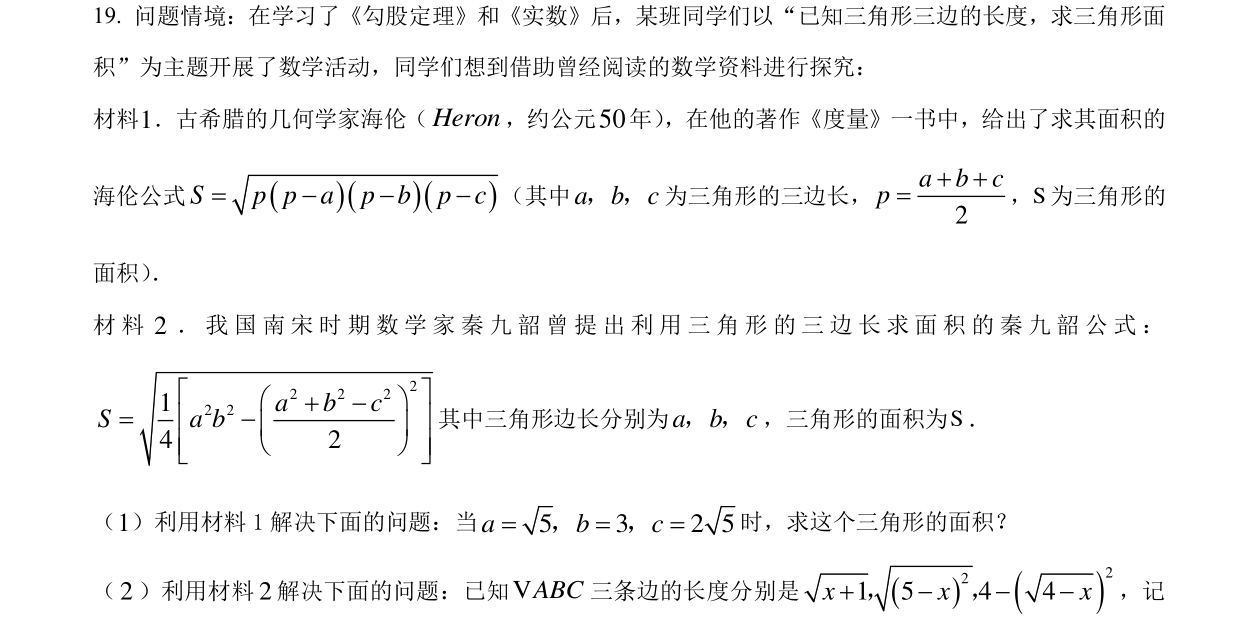 19. 问题情境：在学习了《勾股定理》和《实数》后，某班同学们以“已知三角形三边的长度，求三角形面
积”为主题开展了数学活动，同学们想到借助曾经阅读的数学资料进行探究：
材料1．古希腊的几何学家海伦（Heron，约公元50年），在他的著作《度量》一书中，给出了求其面积的
海伦公式 S = √(p(p−a)(p−b)(p−c))（其中 a，b，c 为三角形的三边长，p = (a+b+c)/2，S 为三角形的
面积）．
材料 2．我国南宋时期数学家秦九韶曾提出利用三角形的三边长求面积的秦九韶公式：
S = √(1/4[a²b² − ((a²+b²−c²)/2)²]) 其中三角形边长分别为 a，b，c，三角形的面积为S．
（1）利用材料 1 解决下面的问题：当 a = √5，b = 3，c = 2√5 时，求这个三角形的面积?
（2）利用材料 2 解决下面的问题：已知 VABC 三条边的长度分别是 √(x+1)，√((5−x)²)，4−(√(4−x))²，记